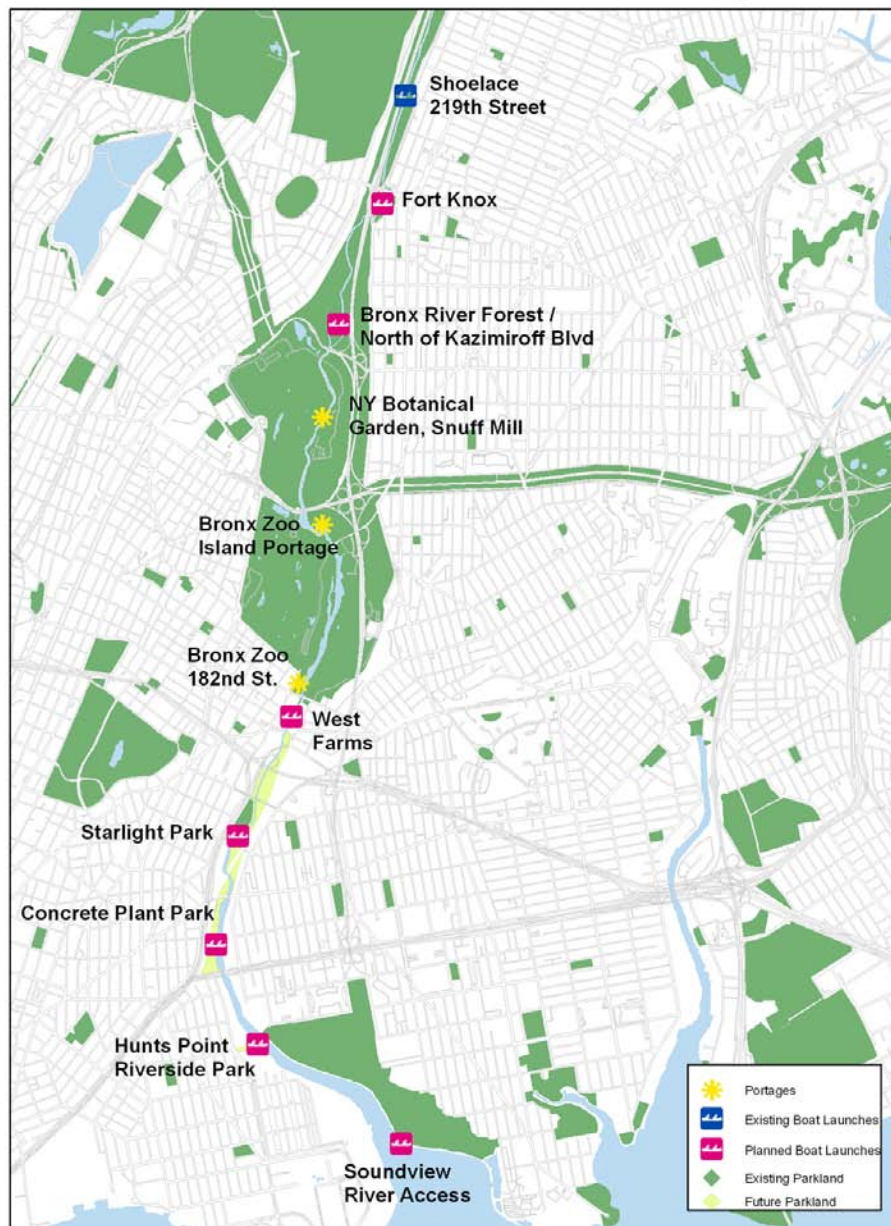 Shoelace
219th Street
Fort Knox
Bronx River Forest /
North of Kazimiroff Blvd
NY Botanical
Garden, Snuff Mill
Bronx Zoo
Island Portage
Bronx Zoo
182nd St.
West
Farms
Starlight Park
Concrete Plant Park
Hunts Point
Riverside Park
Soundview
River Access
Portages
Existing Boat Launches
Planned Boat Launches
Existing Parkland
Future Parkland